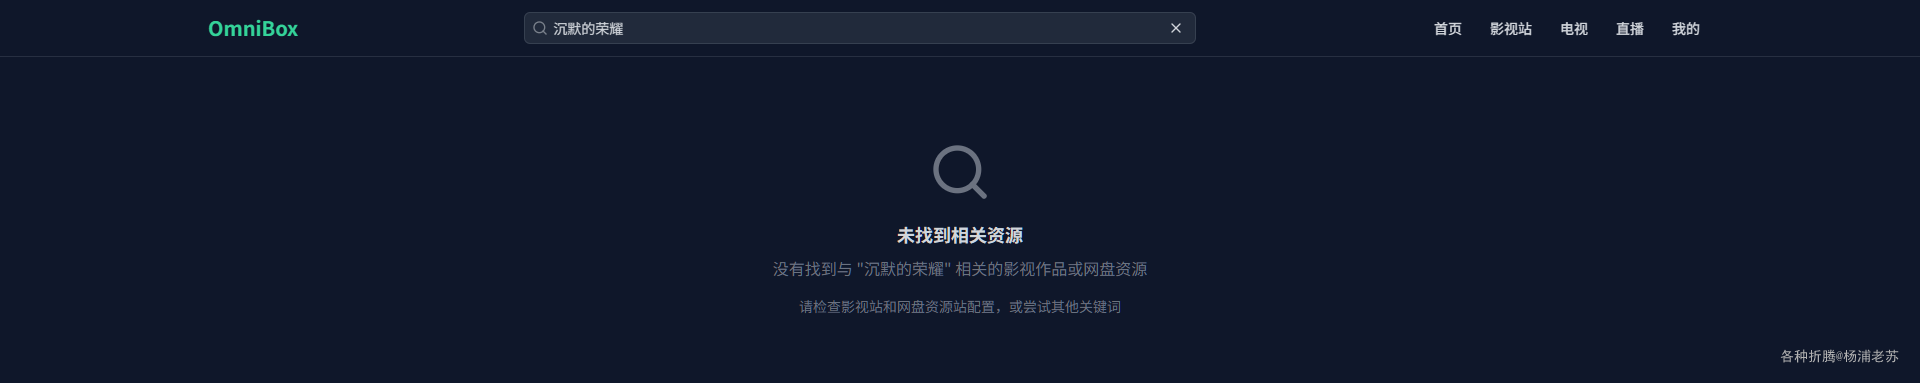 OmniBox
沉默的荣耀
首页 影视站 电视 直播 我的
未找到相关资源
没有找到与 "沉默的荣耀" 相关的影视作品或网盘资源
请检查影视站和网盘资源站配置，或尝试其他关键词
各种折腾@杨浦老苏